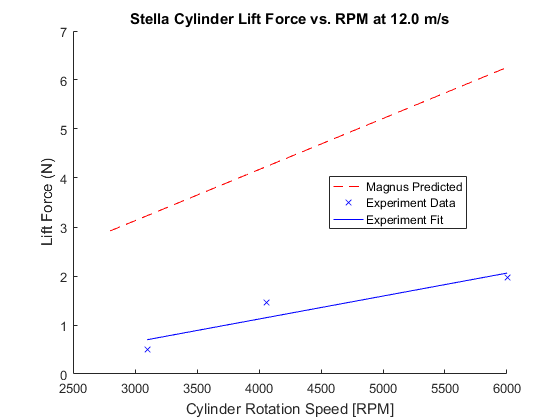 Stella Cylinder Lift Force vs. RPM at 12.0 m/s
7
6
5
4
3
2
1
0
Lift Force (N)
Magnus Predicted
Experiment Data
Experiment Fit
2500 3000 3500 4000 4500 5000 5500 6000
Cylinder Rotation Speed [RPM]